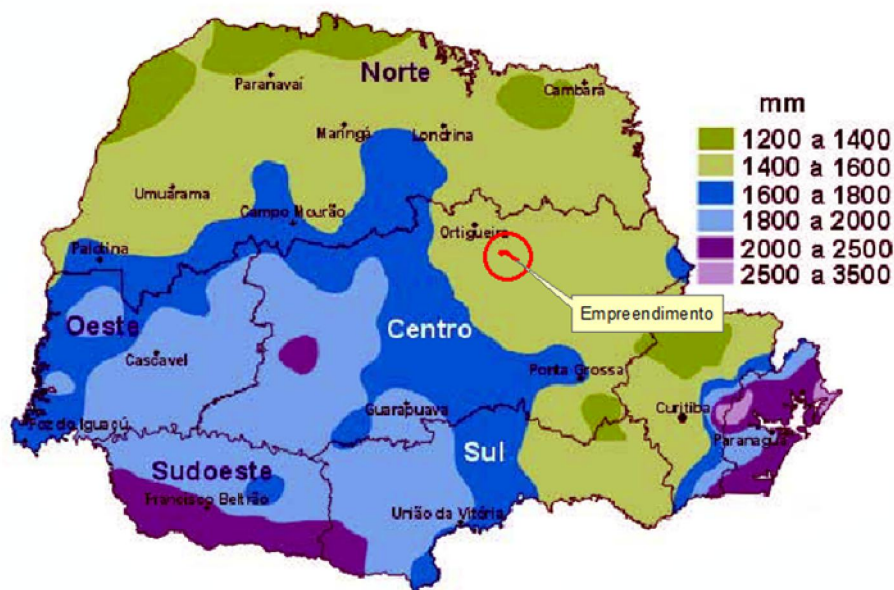 Norte
Paranavaí
Cambará
Maringá
Londrina
Umuarama
Campo Mourão
Ortigueira
Palotina
Empreendimento
Oeste
Centro
Cascavel
Ponta Grossa
Guarapuava
Curitiba
Foz do Iguaçú
Paranaguá
Sul
Sudoeste
Francisco Beltrão
União da Vitória
mm
1200 a 1400
1400 a 1600
1600 a 1800
1800 a 2000
2000 a 2500
2500 a 3500